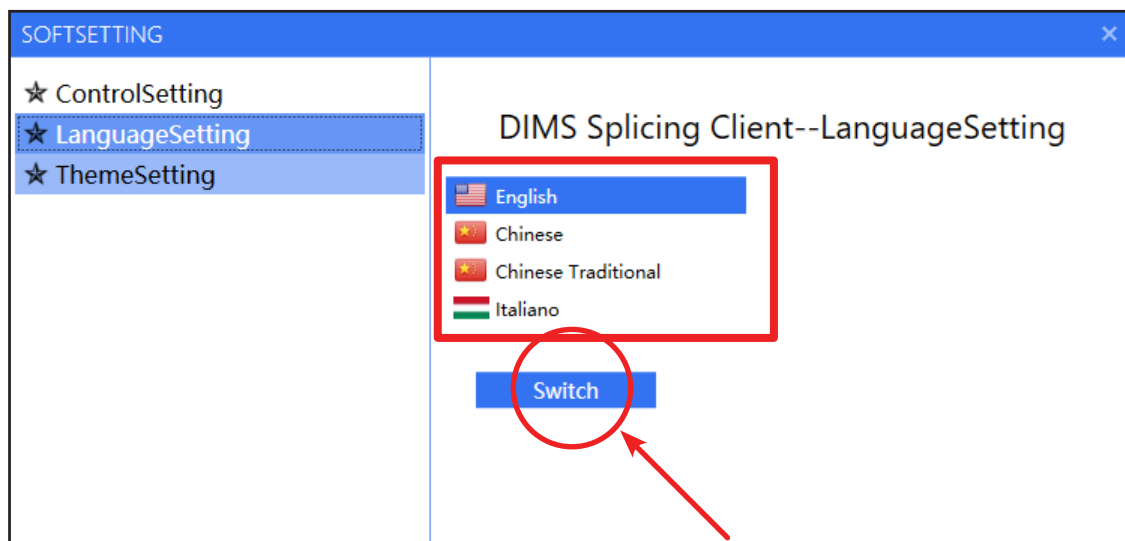 SOFTSETTING
ControlSetting
LanguageSetting
ThemeSetting
DIMS Splicing Client--LanguageSetting
English
Chinese
Chinese Traditional
Italiano
Switch